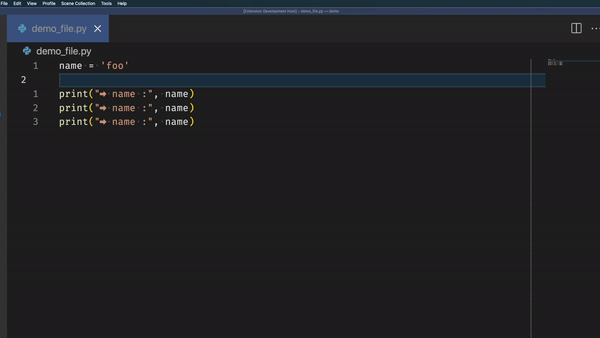 File Edit View Profile Scene Collection Tools Help
[Extension Development Host] - demo_file.py — demo
demo_file.py
demo_file.py
1 name = 'foo'
2
1 print("➡ name :", name)
2 print("➡ name :", name)
3 print("➡ name :", name)